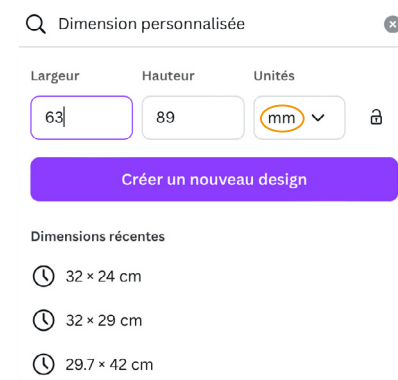 Dimension personnalisée
Largeur Hauteur Unités
63 89 mm
Créer un nouveau design
Dimensions récentes
32 × 24 cm
32 × 29 cm
29.7 × 42 cm